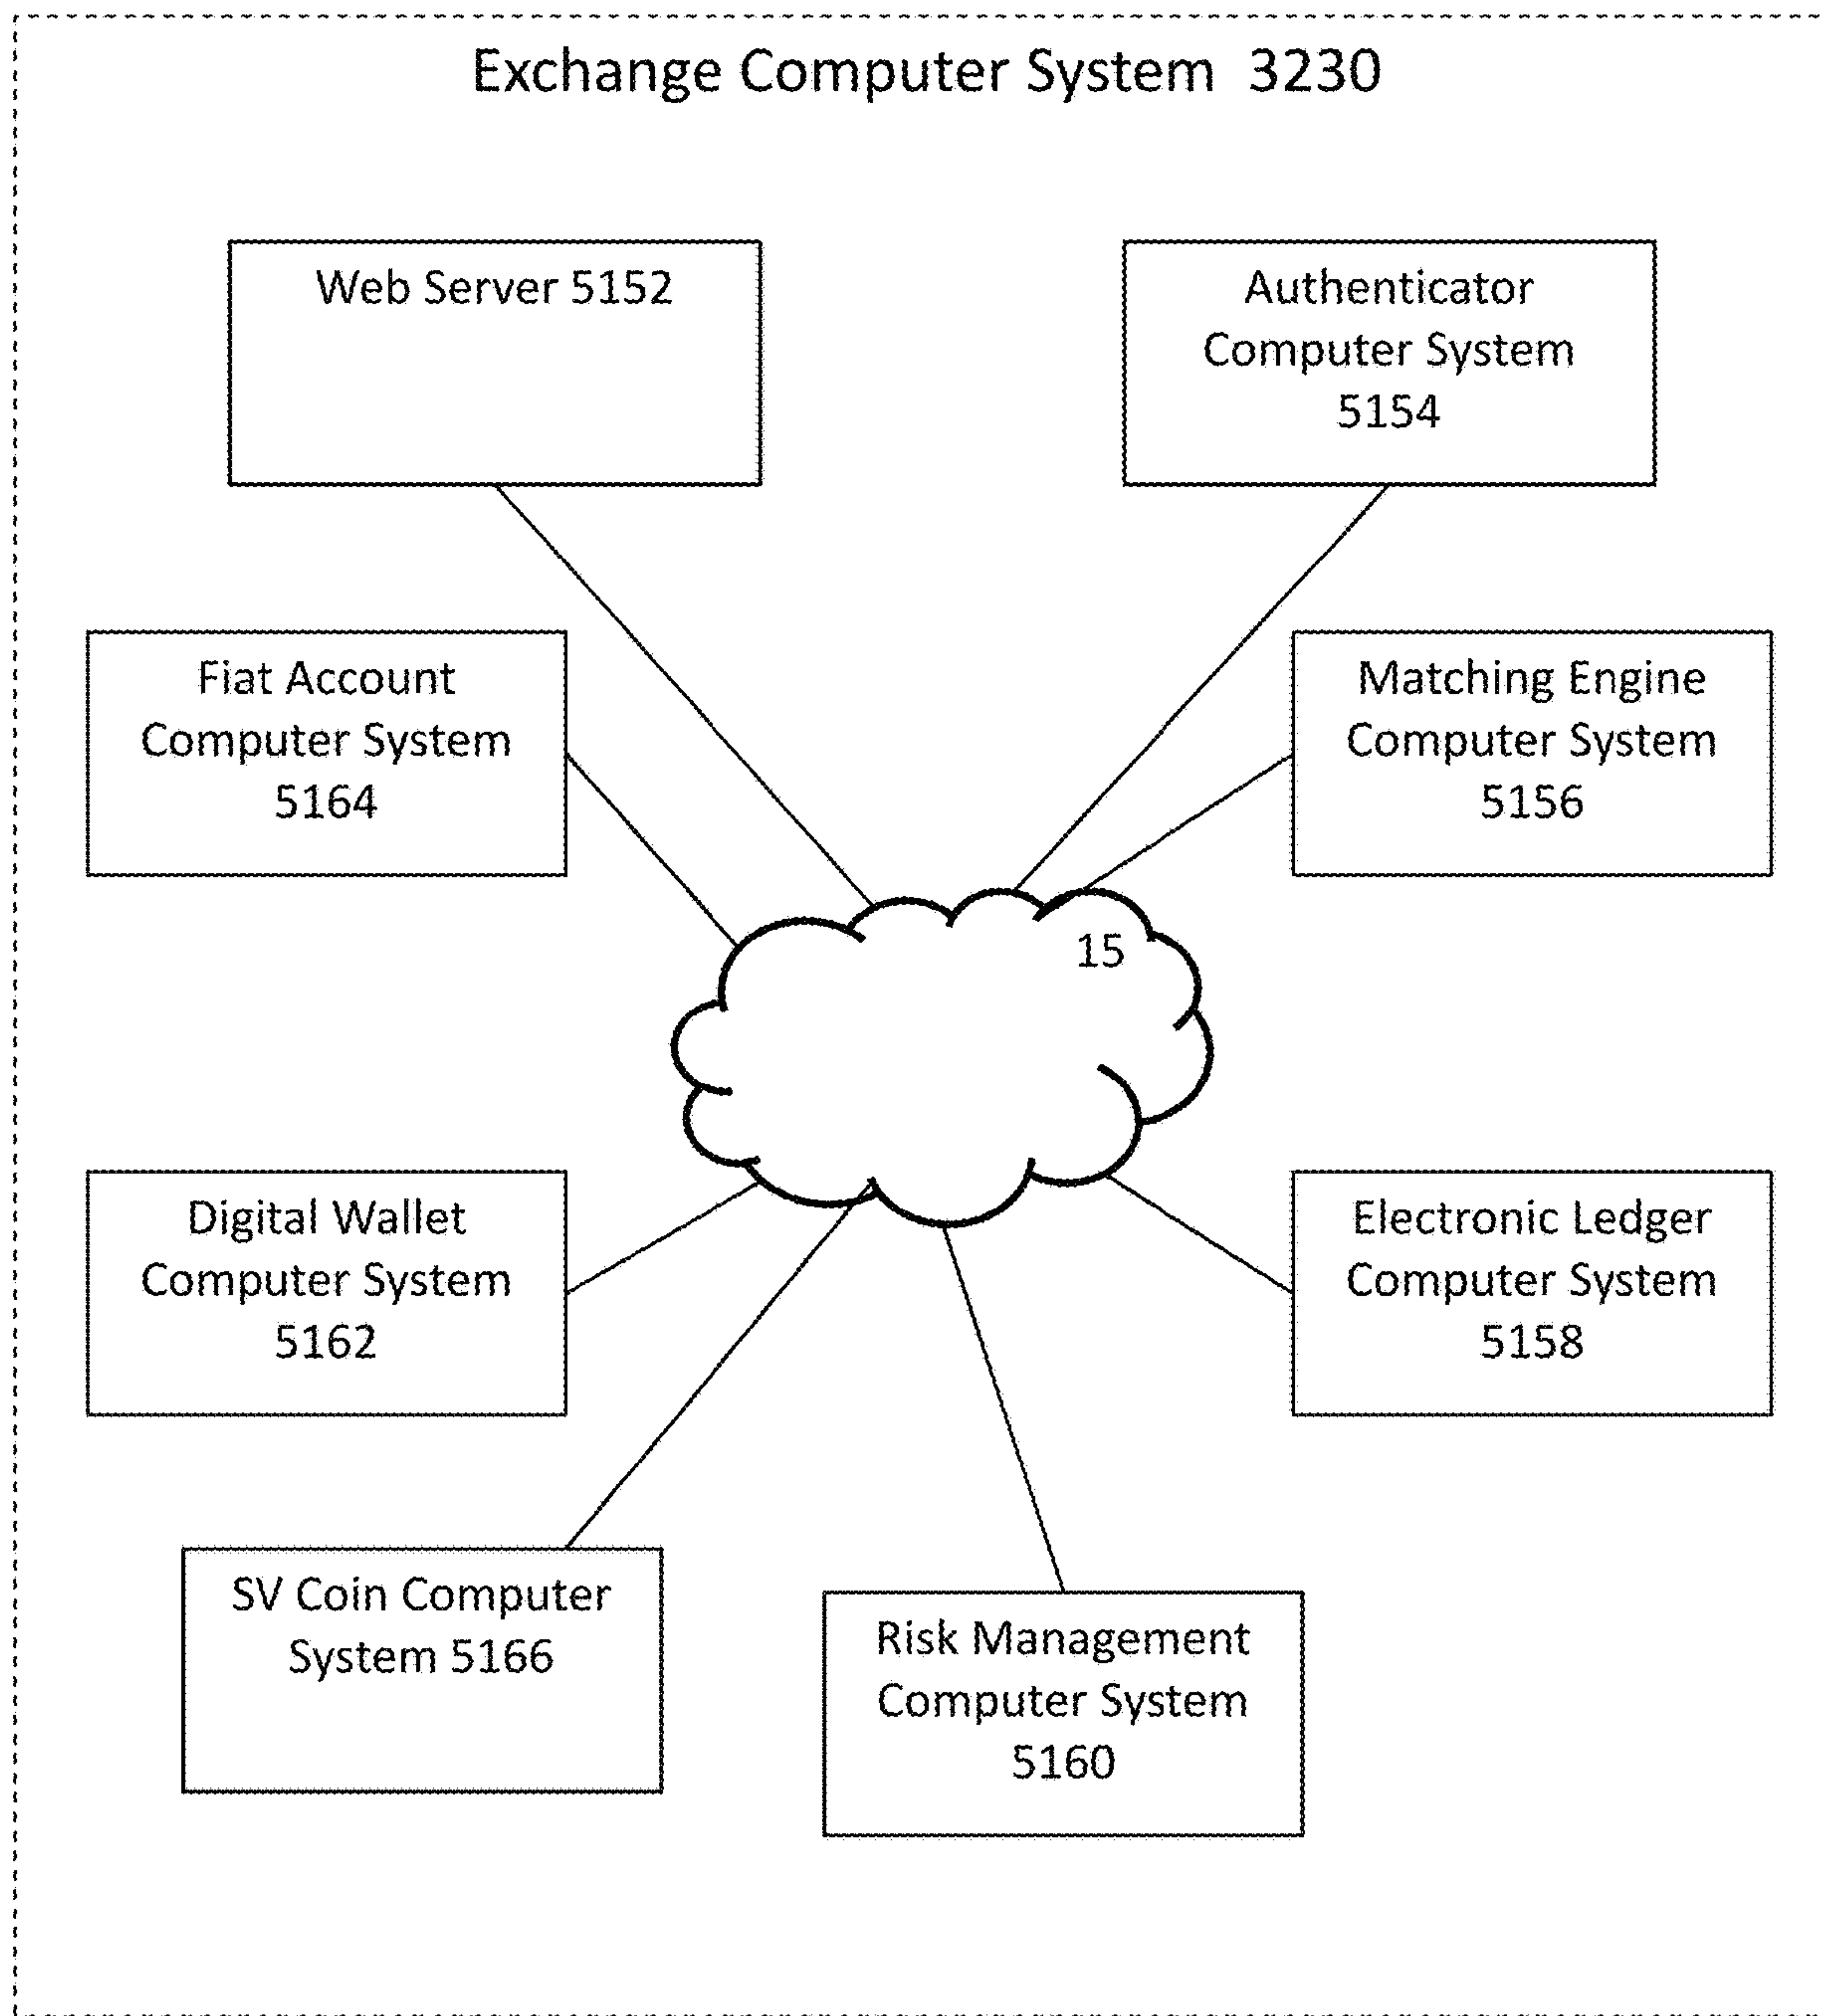 Exchange Computer System 3230
Web Server 5152
Authenticator
Computer System
5154
Fiat Account
Computer System
5164
Matching Engine
Computer System
5156
15
Digital Wallet
Computer System
5162
Electronic Ledger
Computer System
5158
SV Coin Computer
System 5166
Risk Management
Computer System
5160